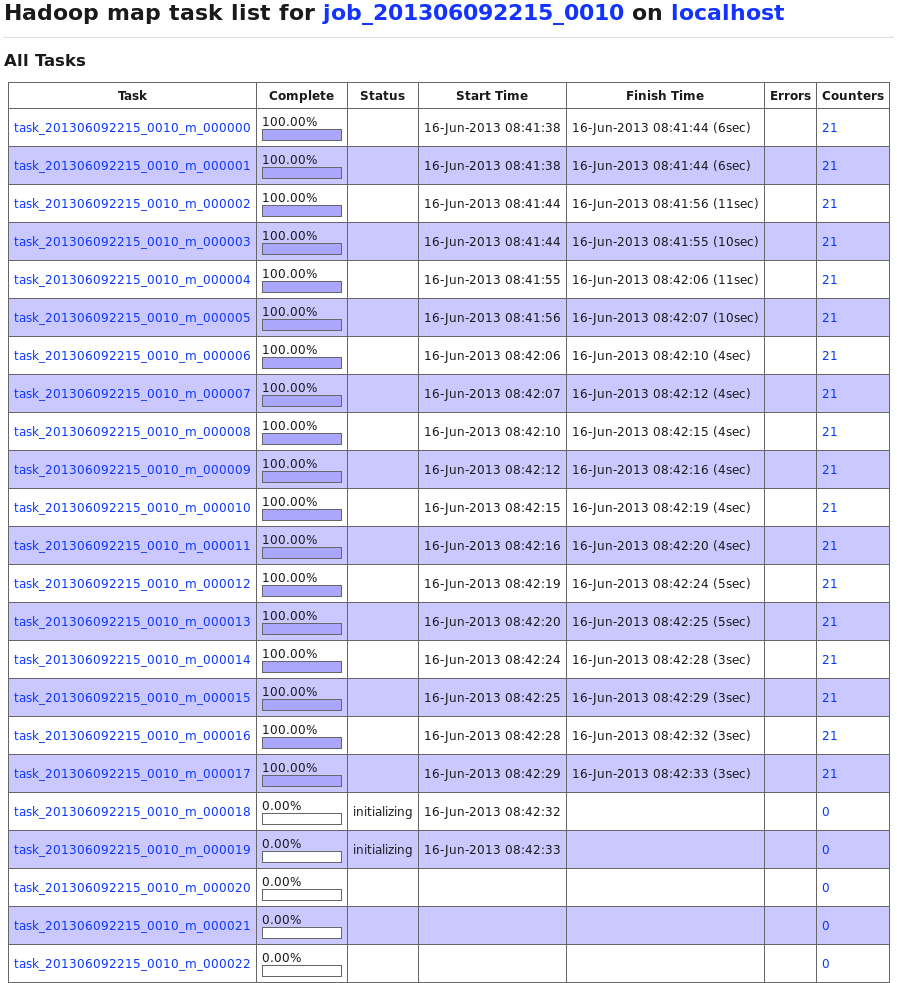 Hadoop map task list for job_201306092215_0010 on localhost
All Tasks
Task Complete Status Start Time Finish Time Errors Counters
task_201306092215_0010_m_000000 100.00% 16-Jun-2013 08:41:38 16-Jun-2013 08:41:44 (6sec) 21
task_201306092215_0010_m_000001 100.00% 16-Jun-2013 08:41:38 16-Jun-2013 08:41:44 (6sec) 21
task_201306092215_0010_m_000002 100.00% 16-Jun-2013 08:41:44 16-Jun-2013 08:41:56 (11sec) 21
task_201306092215_0010_m_000003 100.00% 16-Jun-2013 08:41:44 16-Jun-2013 08:41:55 (10sec) 21
task_201306092215_0010_m_000004 100.00% 16-Jun-2013 08:41:55 16-Jun-2013 08:42:06 (11sec) 21
task_201306092215_0010_m_000005 100.00% 16-Jun-2013 08:41:56 16-Jun-2013 08:42:07 (10sec) 21
task_201306092215_0010_m_000006 100.00% 16-Jun-2013 08:42:06 16-Jun-2013 08:42:10 (4sec) 21
task_201306092215_0010_m_000007 100.00% 16-Jun-2013 08:42:07 16-Jun-2013 08:42:12 (4sec) 21
task_201306092215_0010_m_000008 100.00% 16-Jun-2013 08:42:10 16-Jun-2013 08:42:15 (4sec) 21
task_201306092215_0010_m_000009 100.00% 16-Jun-2013 08:42:12 16-Jun-2013 08:42:16 (4sec) 21
task_201306092215_0010_m_000010 100.00% 16-Jun-2013 08:42:15 16-Jun-2013 08:42:19 (4sec) 21
task_201306092215_0010_m_000011 100.00% 16-Jun-2013 08:42:16 16-Jun-2013 08:42:20 (4sec) 21
task_201306092215_0010_m_000012 100.00% 16-Jun-2013 08:42:19 16-Jun-2013 08:42:24 (5sec) 21
task_201306092215_0010_m_000013 100.00% 16-Jun-2013 08:42:20 16-Jun-2013 08:42:25 (5sec) 21
task_201306092215_0010_m_000014 100.00% 16-Jun-2013 08:42:24 16-Jun-2013 08:42:28 (3sec) 21
task_201306092215_0010_m_000015 100.00% 16-Jun-2013 08:42:25 16-Jun-2013 08:42:29 (3sec) 21
task_201306092215_0010_m_000016 100.00% 16-Jun-2013 08:42:28 16-Jun-2013 08:42:32 (3sec) 21
task_201306092215_0010_m_000017 100.00% 16-Jun-2013 08:42:29 16-Jun-2013 08:42:33 (3sec) 21
task_201306092215_0010_m_000018 0.00% initializing 16-Jun-2013 08:42:32 0
task_201306092215_0010_m_000019 0.00% initializing 16-Jun-2013 08:42:33 0
task_201306092215_0010_m_000020 0.00% 0
task_201306092215_0010_m_000021 0.00% 0
task_201306092215_0010_m_000022 0.00% 0